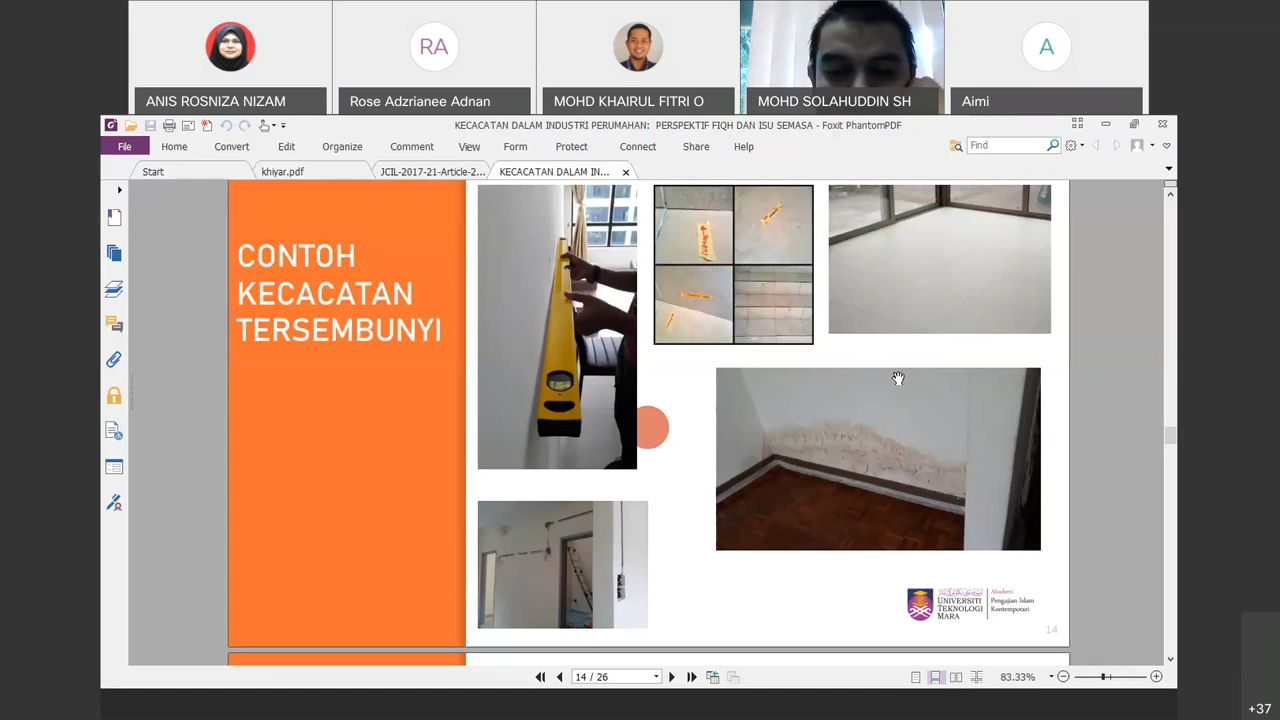 RA
A
ANIS ROSNIZA NIZAM
Rose Adzrianee Adnan
MOHD KHAIRUL FITRI O
MOHD SOLAHUDDIN SH
Aimi
KECACATAN DALAM INDUSTRI PERUMAHAN: PERSPEKTIF FIQH DAN ISU SEMASA - Foxit PhantomPDF
File
Home
Convert
Edit
Organize
Comment
View
Form
Protect
Connect
Share
Help
Find
Start
khiyar.pdf
JCIL-2017-21-Article-2...
KECACATAN DALAM IN...
CONTOH
KECACATAN
TERSEMBUNYI
UNIVERSITI
TEKNOLOGI
MARA
Akademi
Pengajian Islam
Kontemporari
14
14 / 26
83.33%
+37